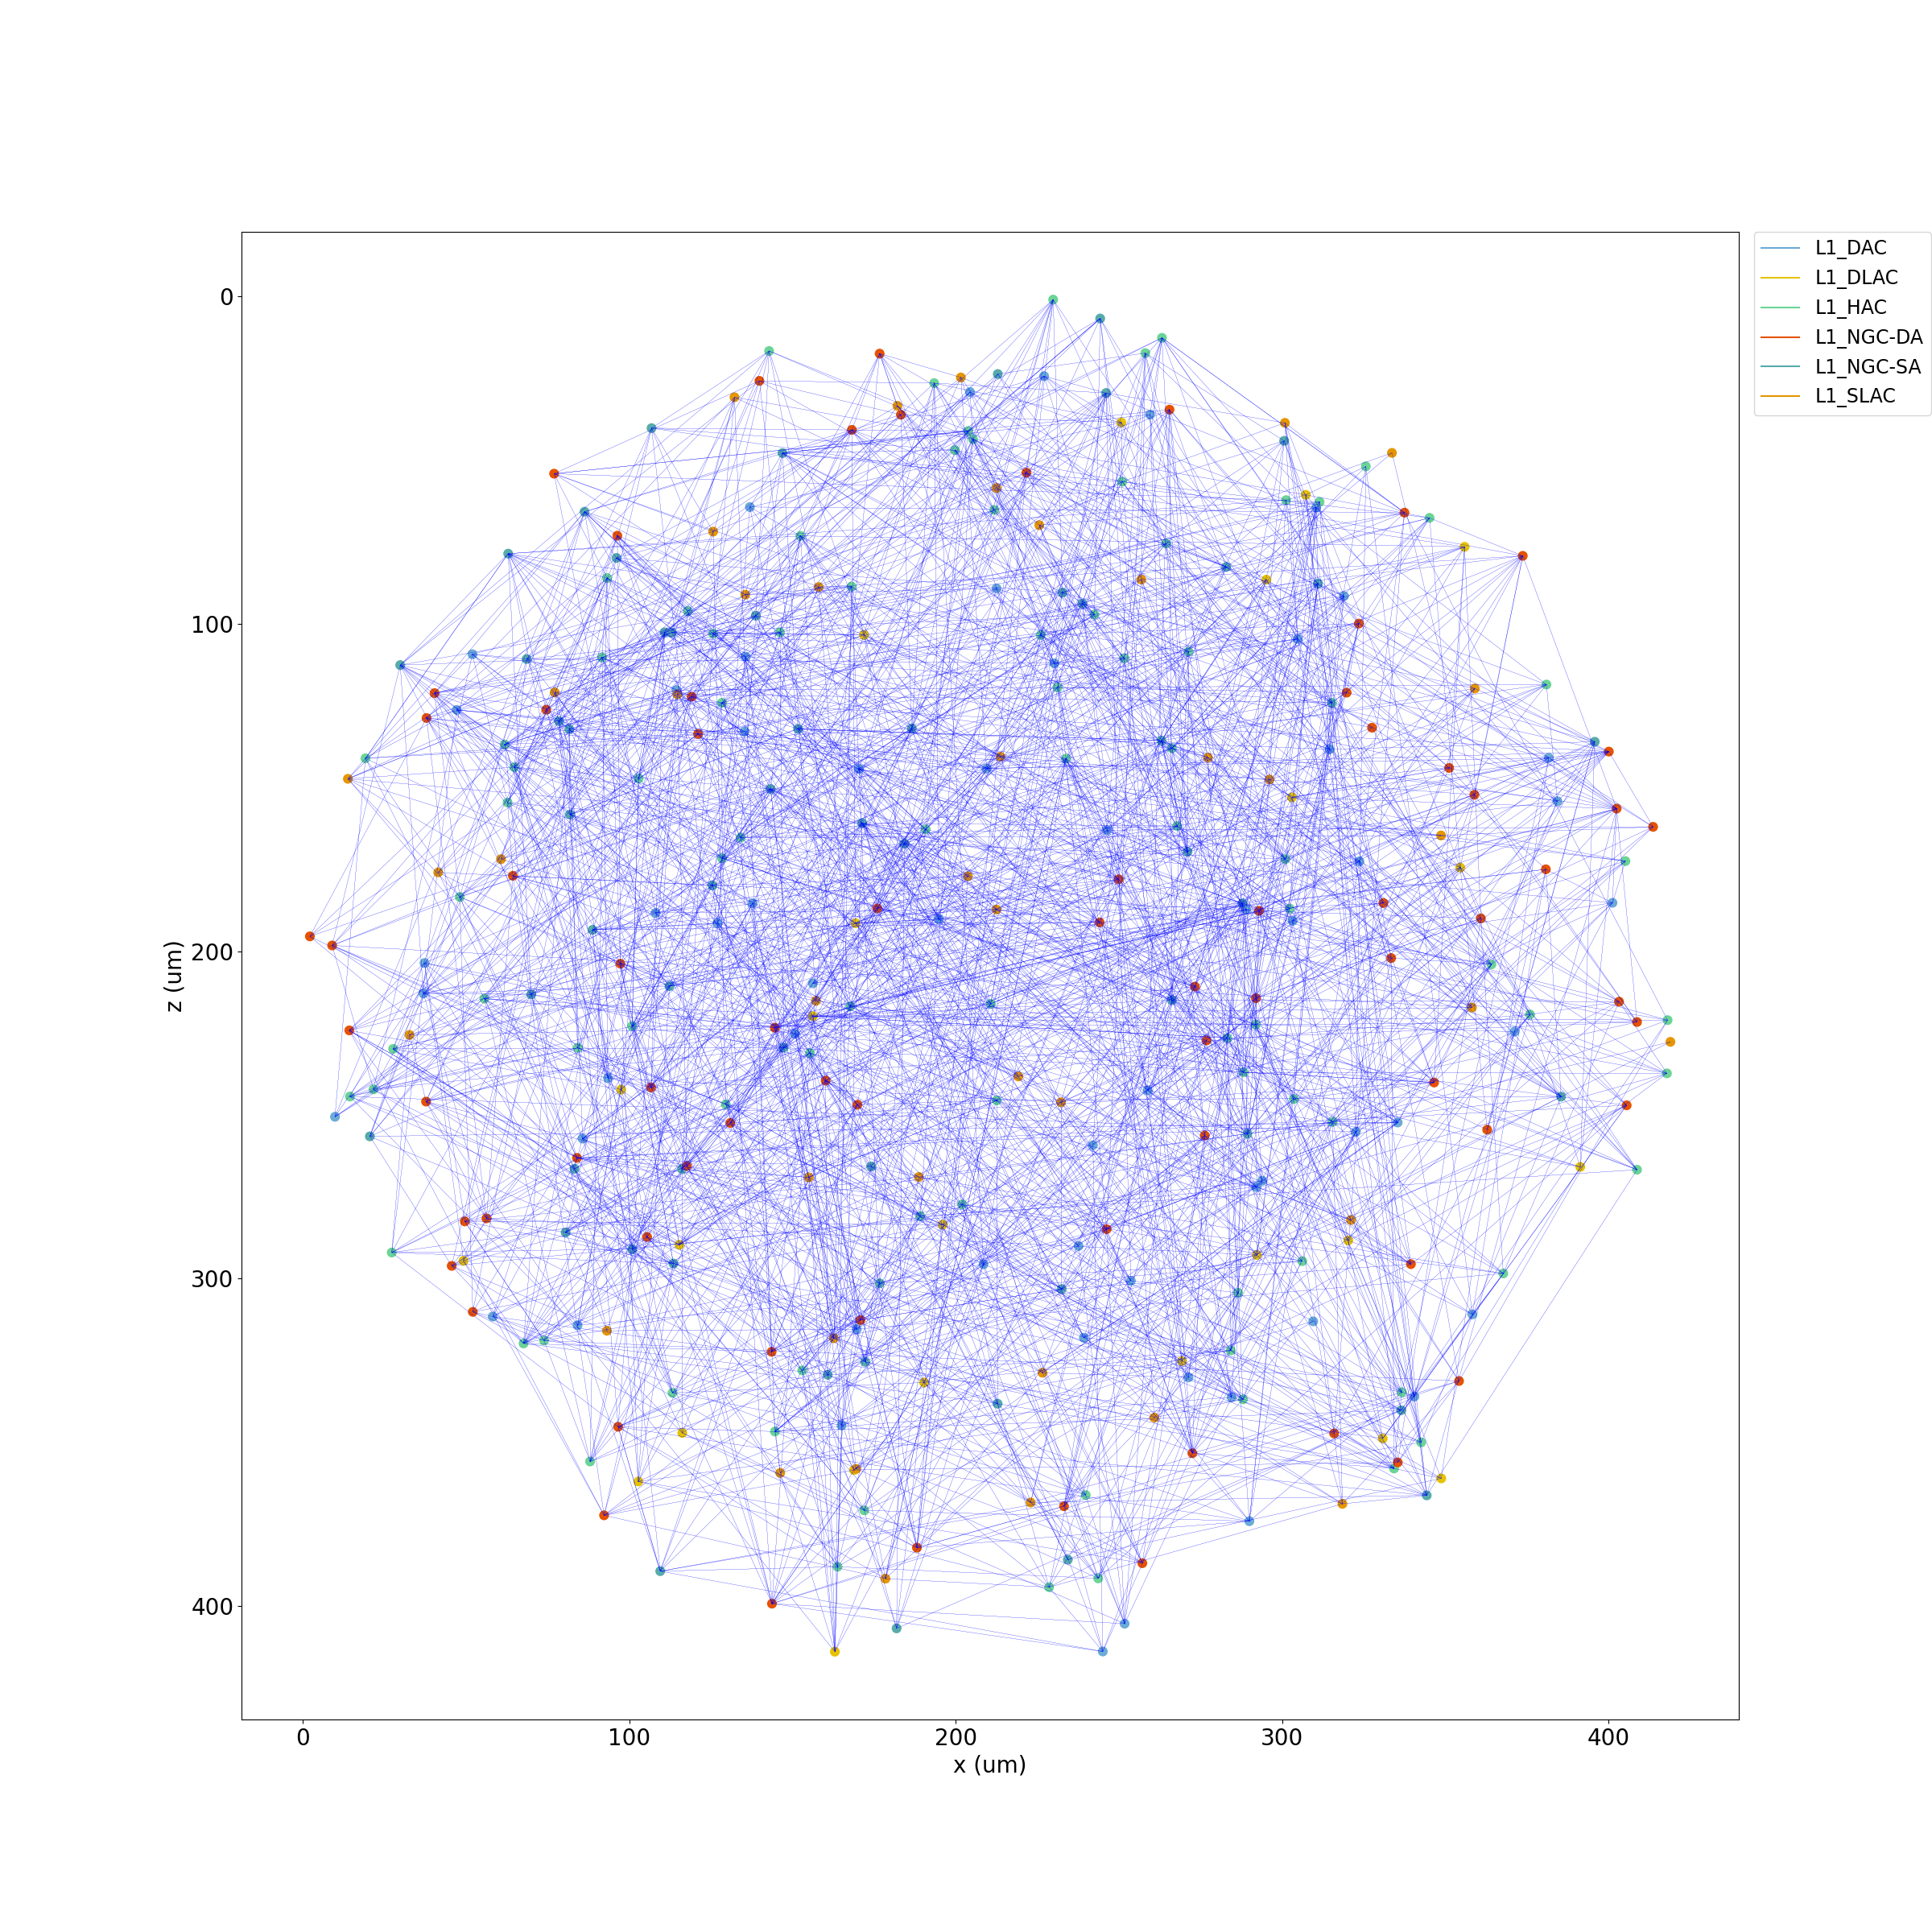 L1_DAC
L1_DLAC
L1_HAC
L1_NGC-DA
L1_NGC-SA
L1_SLAC
0
100
200
300
400
z (um)
0 100 200 300 400
x (um)